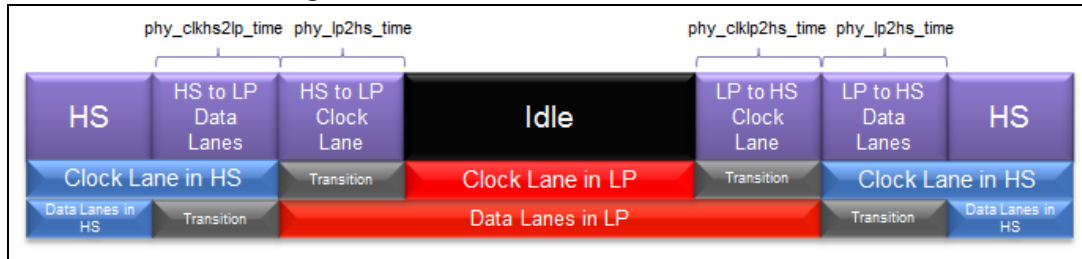 phy_clkhs2lp_time phy_lp2hs_time
phy_clklp2hs_time phy_lp2hs_time
HS
HS to LP
Data
Lanes
HS to LP
Clock
Lane
Idle
LP to HS
Clock
Lane
LP to HS
Data
Lanes
HS
Clock Lane in HS
Transition
Clock Lane in LP
Transition
Clock Lane in HS
Data Lanes in
HS
Transition
Data Lanes in LP
Transition
Data Lanes in
HS